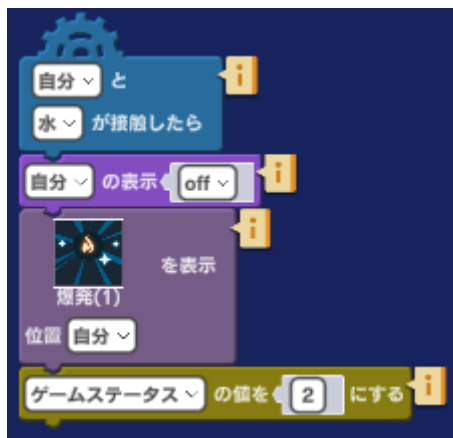 自分 と
水 が接触したら
自分 の表示 off
を表示
爆発(1)
位置 自分
ゲームステータス の値を 2 にする